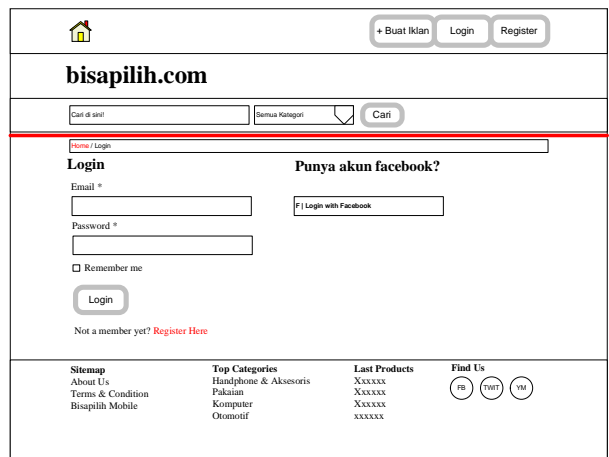 + Buat Iklan Login Register
bisapilih.com
Cari di sini! Semua Kategori Cari
Home / Login
Login
Email *
Password *
Remember me
Login
Not a member yet? Register Here
Punya akun facebook?
F | Login with Facebook
Sitemap
About Us
Terms & Condition
Bisapilih Mobile
Top Categories
Handphone & Aksesoris
Pakaian
Komputer
Otomotif
Last Products
Xxxxxx
Xxxxxx
Xxxxxx
xxxxxx
Find Us
FB TWIT YM